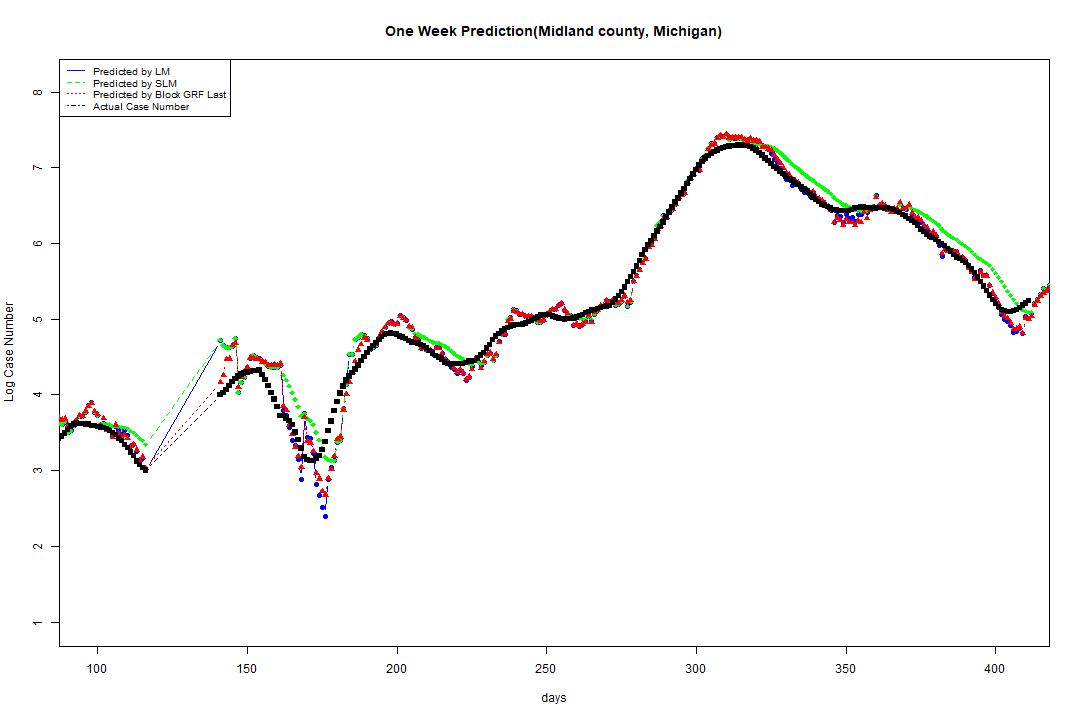 One Week Prediction(Midland county, Michigan)
Predicted by LM
Predicted by SLM
Predicted by Block GRF Last
Actual Case Number
8
7
6
5
4
3
2
1
Log Case Number
100 150 200 250 300 350 400
days